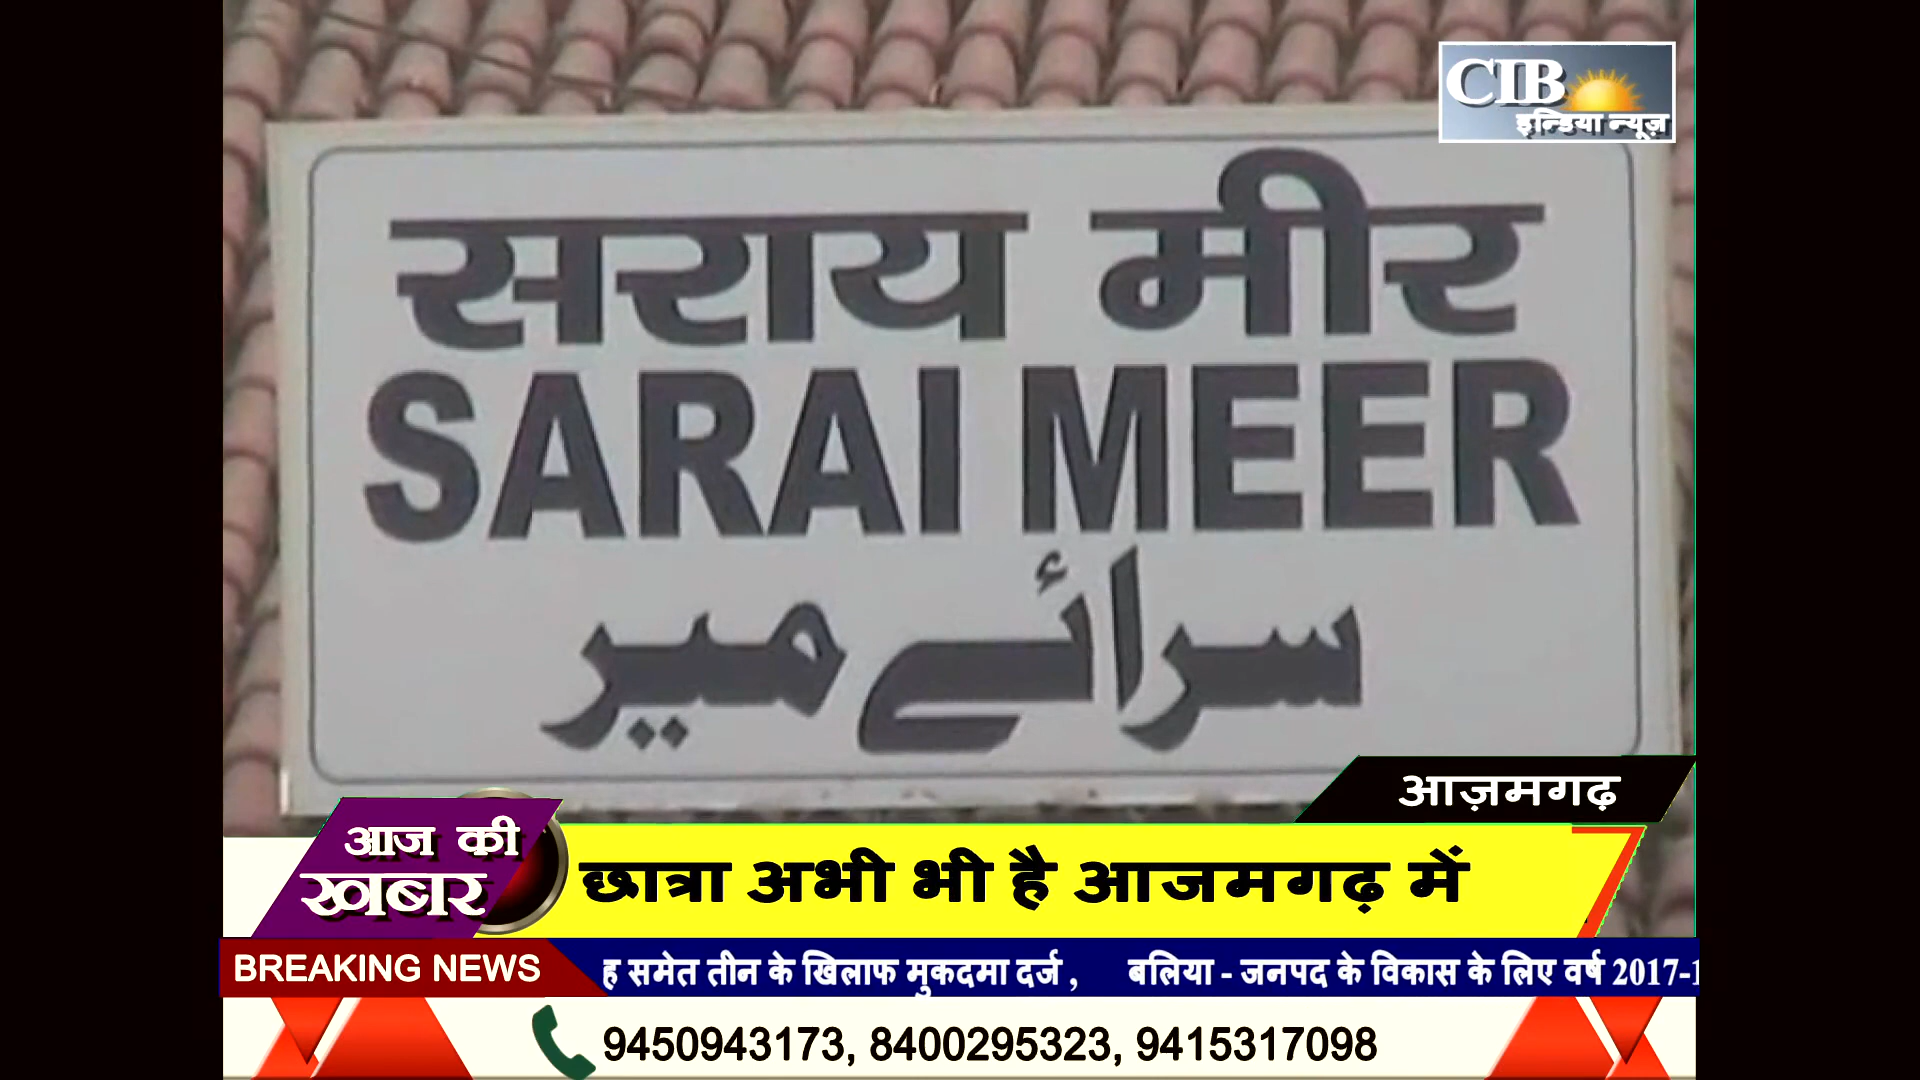 CIB
इन्डिया न्यूज़
सराय मीर
SARAI MEER
سرائے میر
आज़मगढ़
आज की
खबर
छात्रा अभी भी है आजमगढ़ में
BREAKING NEWS
ह समेत तीन के खिलाफ मुकदमा दर्ज , बलिया - जनपद के विकास के लिए वर्ष 2017-1
9450943173, 8400295323, 9415317098